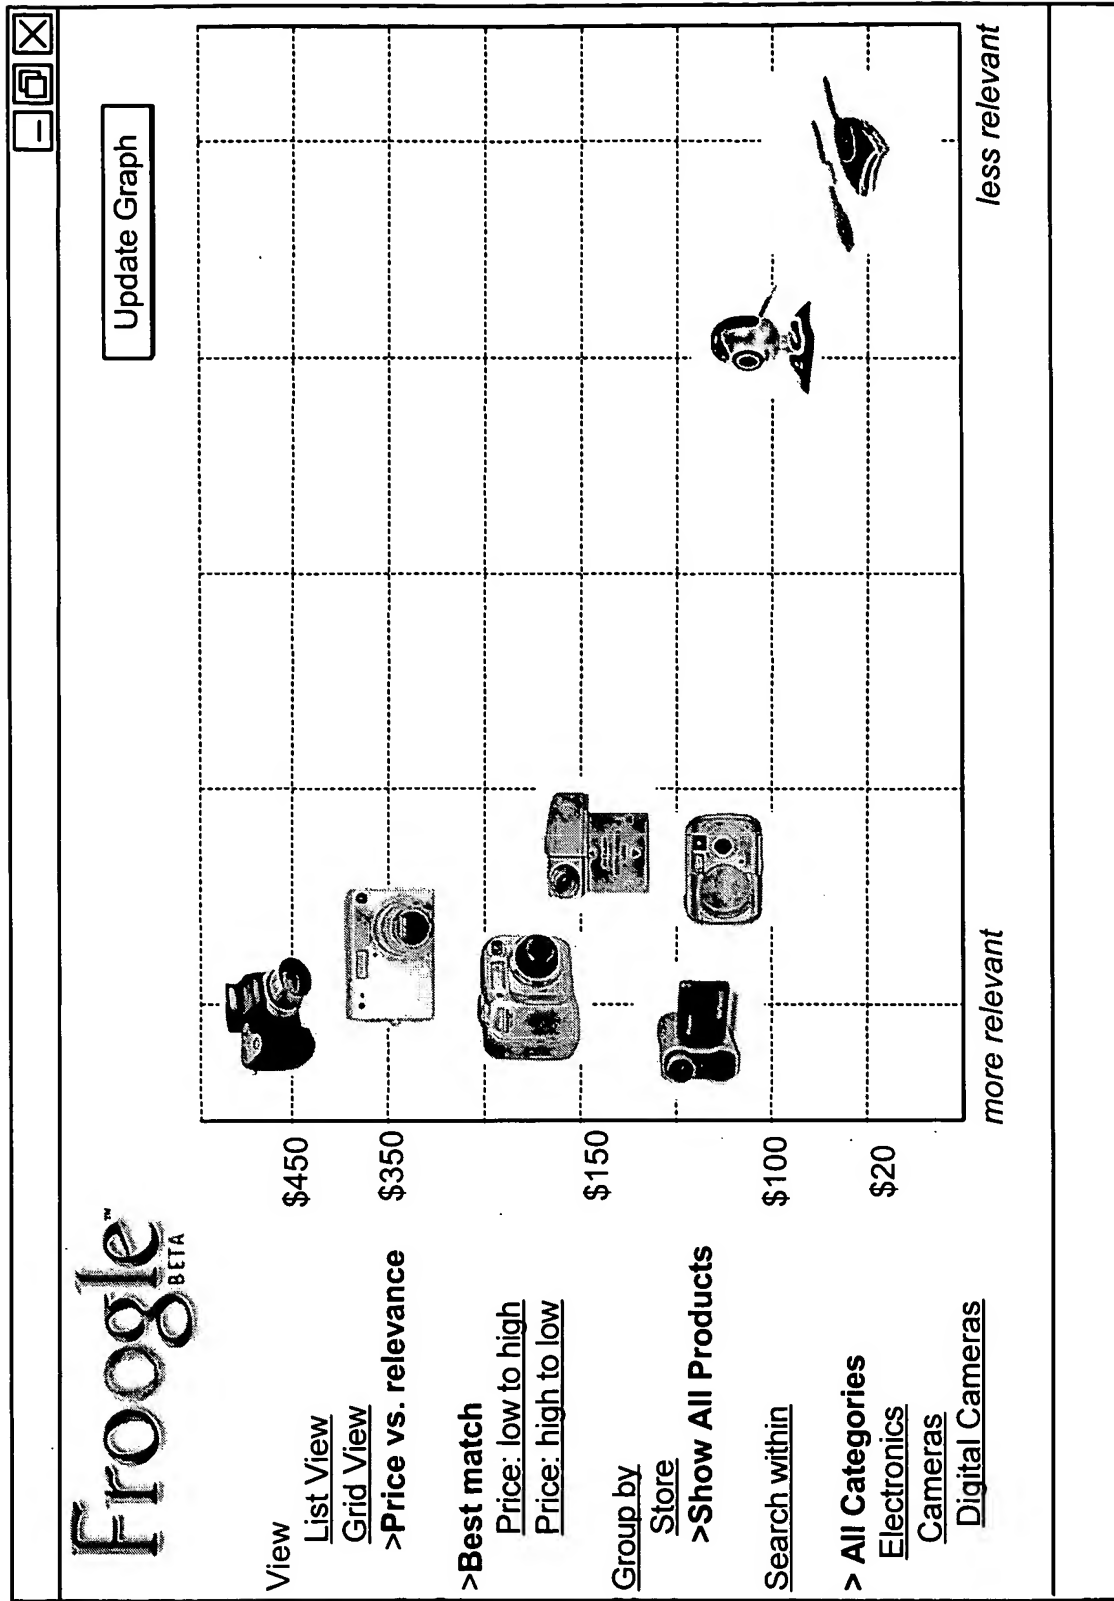 Froogle™
BETA
Update Graph
View
List View
Grid View
>Price vs. relevance
>Best match
Price: low to high
Price: high to low
Group by
Store
>Show All Products
Search within
> All Categories
Electronics
Cameras
Digital Cameras
$450
$350
$150
$100
$20
more relevant
less relevant